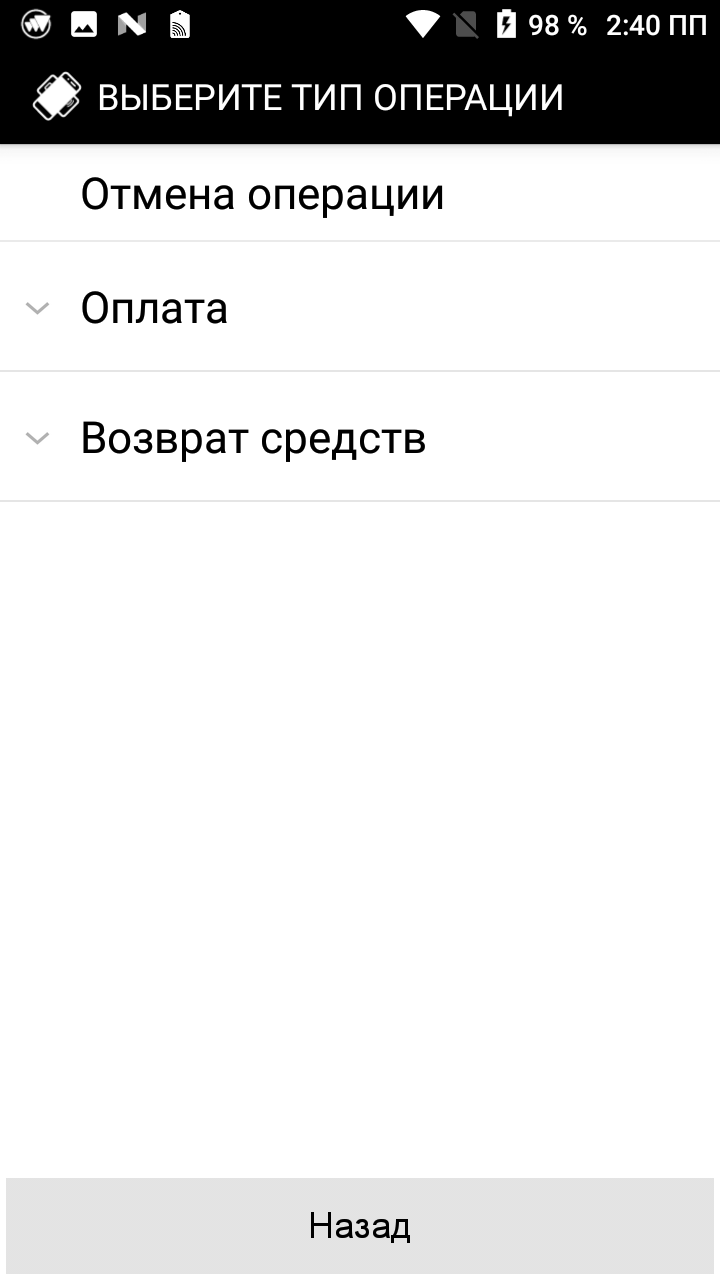 98 % 2:40 ПП
ВЫБЕРИТЕ ТИП ОПЕРАЦИИ
Отмена операции
Оплата
Возврат средств
Назад